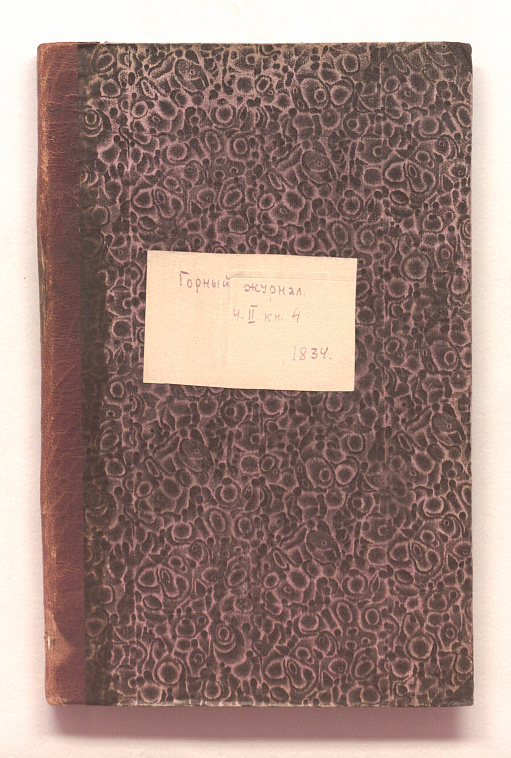 Горный журнал.
ч. II кн. 4
1834.